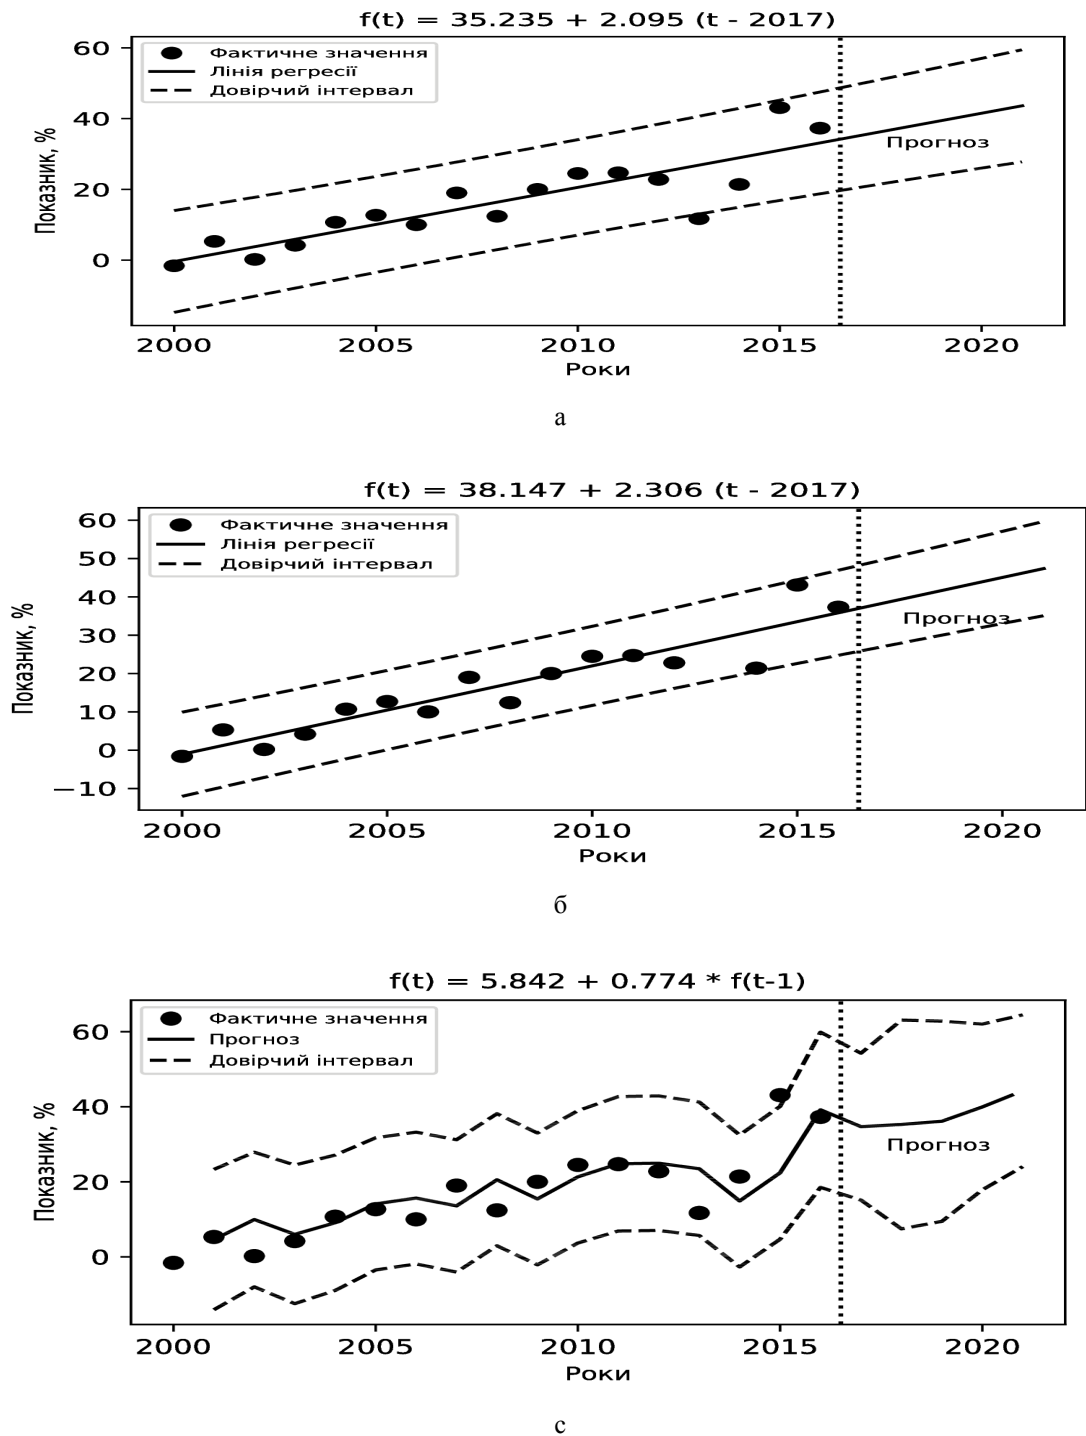 f(t) = 35.235 + 2.095 (t - 2017)
60
40
20
0
Показник, %
Фактичне значення
Лінія регресії
Довірчий інтервал
Прогноз
2000 2005 2010 2015 2020
Роки
а
f(t) = 38.147 + 2.306 (t - 2017)
60
50
40
30
20
10
0
−10
Показник, %
Фактичне значення
Лінія регресії
Довірчий інтервал
Прогноз
2000 2005 2010 2015 2020
Роки
б
f(t) = 5.842 + 0.774 * f(t-1)
60
40
20
0
Показник, %
Фактичне значення
Прогноз
Довірчий інтервал
Прогноз
2000 2005 2010 2015 2020
Роки
с